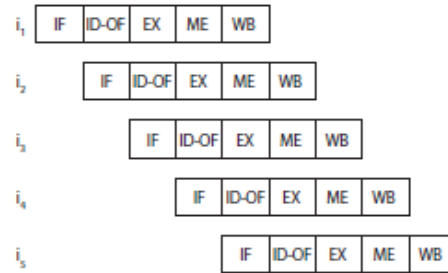 i₁ IF ID-OF EX ME WB
i₂ IF ID-OF EX ME WB
i₃ IF ID-OF EX ME WB
i₄ IF ID-OF EX ME WB
i₅ IF ID-OF EX ME WB